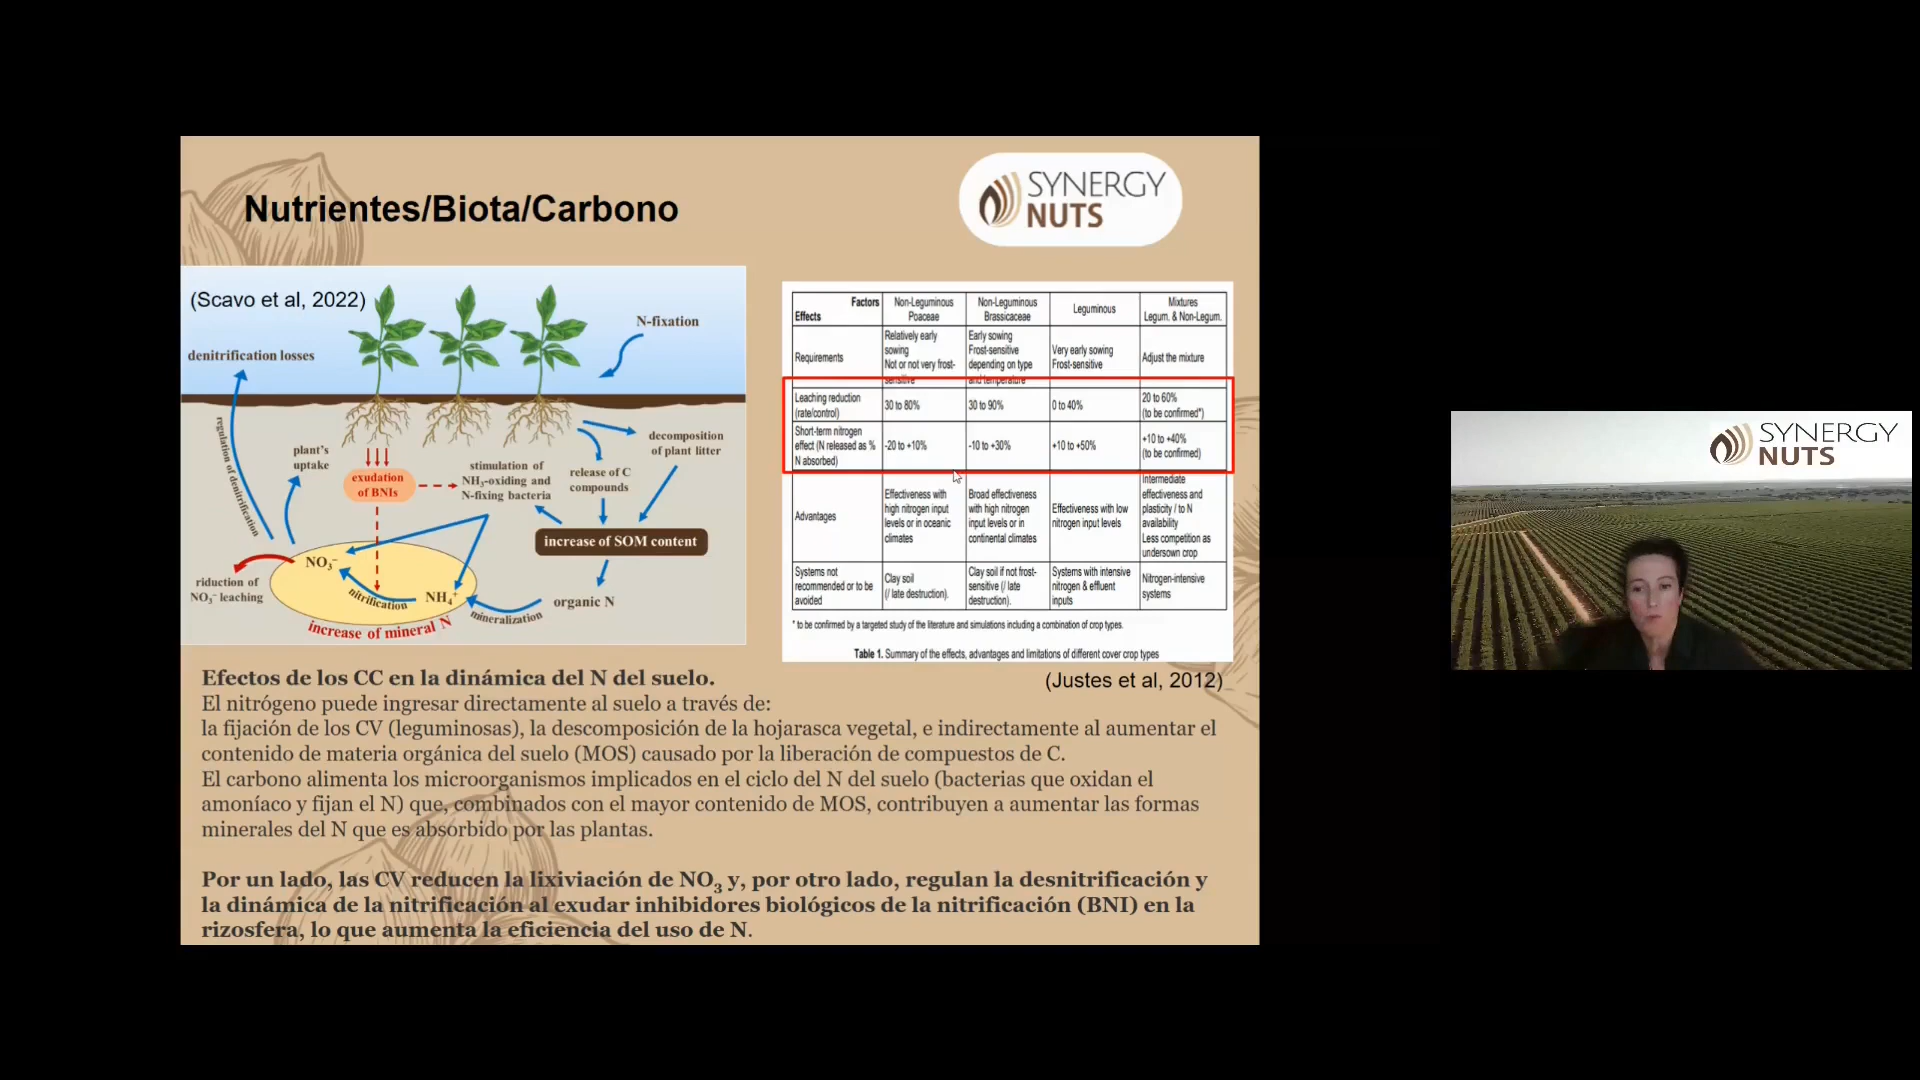 Nutrientes/Biota/Carbono
SYNERGY
NUTS
(Scavo et al, 2022)
N-fixation
denitrification losses
regulation of denitrification
plant's
uptake
exudation
of BNIs
stimulation of
NH3-oxiding and
N-fixing bacteria
release of C
compounds
decomposition
of plant litter
increase of SOM content
NO3-
riduction of
NO3- leaching
nitrification
NH4+
mineralization
organic N
increase of mineral N
Factors
Effects
Non-Leguminous
Poaceae
Non-Leguminous
Brassicaceae
Leguminous
Mixtures
Legum. & Non-Legum.
Requirements
Relatively early
sowing
Not or not very frost-
sensitive
Early sowing
Frost-sensitive
depending on type
and temperature
Very early sowing
Frost-sensitive
Adjust the mixture
Leaching reduction
(rate/control)
30 to 80%
30 to 90%
0 to 40%
20 to 60%
(to be confirmed*)
Short-term nitrogen
effect (N released as %
N absorbed)
-20 to +10%
-10 to +30%
+10 to +50%
+10 to +40%
(to be confirmed)
Advantages
Effectiveness with
high nitrogen input
levels or in oceanic
climates
Broad effectiveness
with high nitrogen
input levels or in
continental climates
Effectiveness with low
nitrogen input levels
Intermediate
effectiveness and
plasticity / to N
availability
Less competition as
undersown crop
Systems not
recommended or to be
avoided
Clay soil
(/ late destruction).
Clay soil if not frost-
sensitive (/ late
destruction).
Systems with intensive
nitrogen & effluent
inputs
Nitrogen-intensive
systems
* to be confirmed by a targeted study of the literature and simulations including a combination of crop types.
Table 1. Summary of the effects, advantages and limitations of different cover crop types
(Justes et al, 2012)
Efectos de los CC en la dinámica del N del suelo.
El nitrógeno puede ingresar directamente al suelo a través de:
la fijación de los CV (leguminosas), la descomposición de la hojarasca vegetal, e indirectamente al aumentar el
contenido de materia orgánica del suelo (MOS) causado por la liberación de compuestos de C.
El carbono alimenta los microorganismos implicados en el ciclo del N del suelo (bacterias que oxidan el
amoníaco y fijan el N) que, combinados con el mayor contenido de MOS, contribuyen a aumentar las formas
minerales del N que es absorbido por las plantas.
Por un lado, las CV reducen la lixiviación de NO3 y, por otro lado, regulan la desnitrificación y
la dinámica de la nitrificación al exudar inhibidores biológicos de la nitrificación (BNI) en la
rizosfera, lo que aumenta la eficiencia del uso de N.
SYNERGY
NUTS